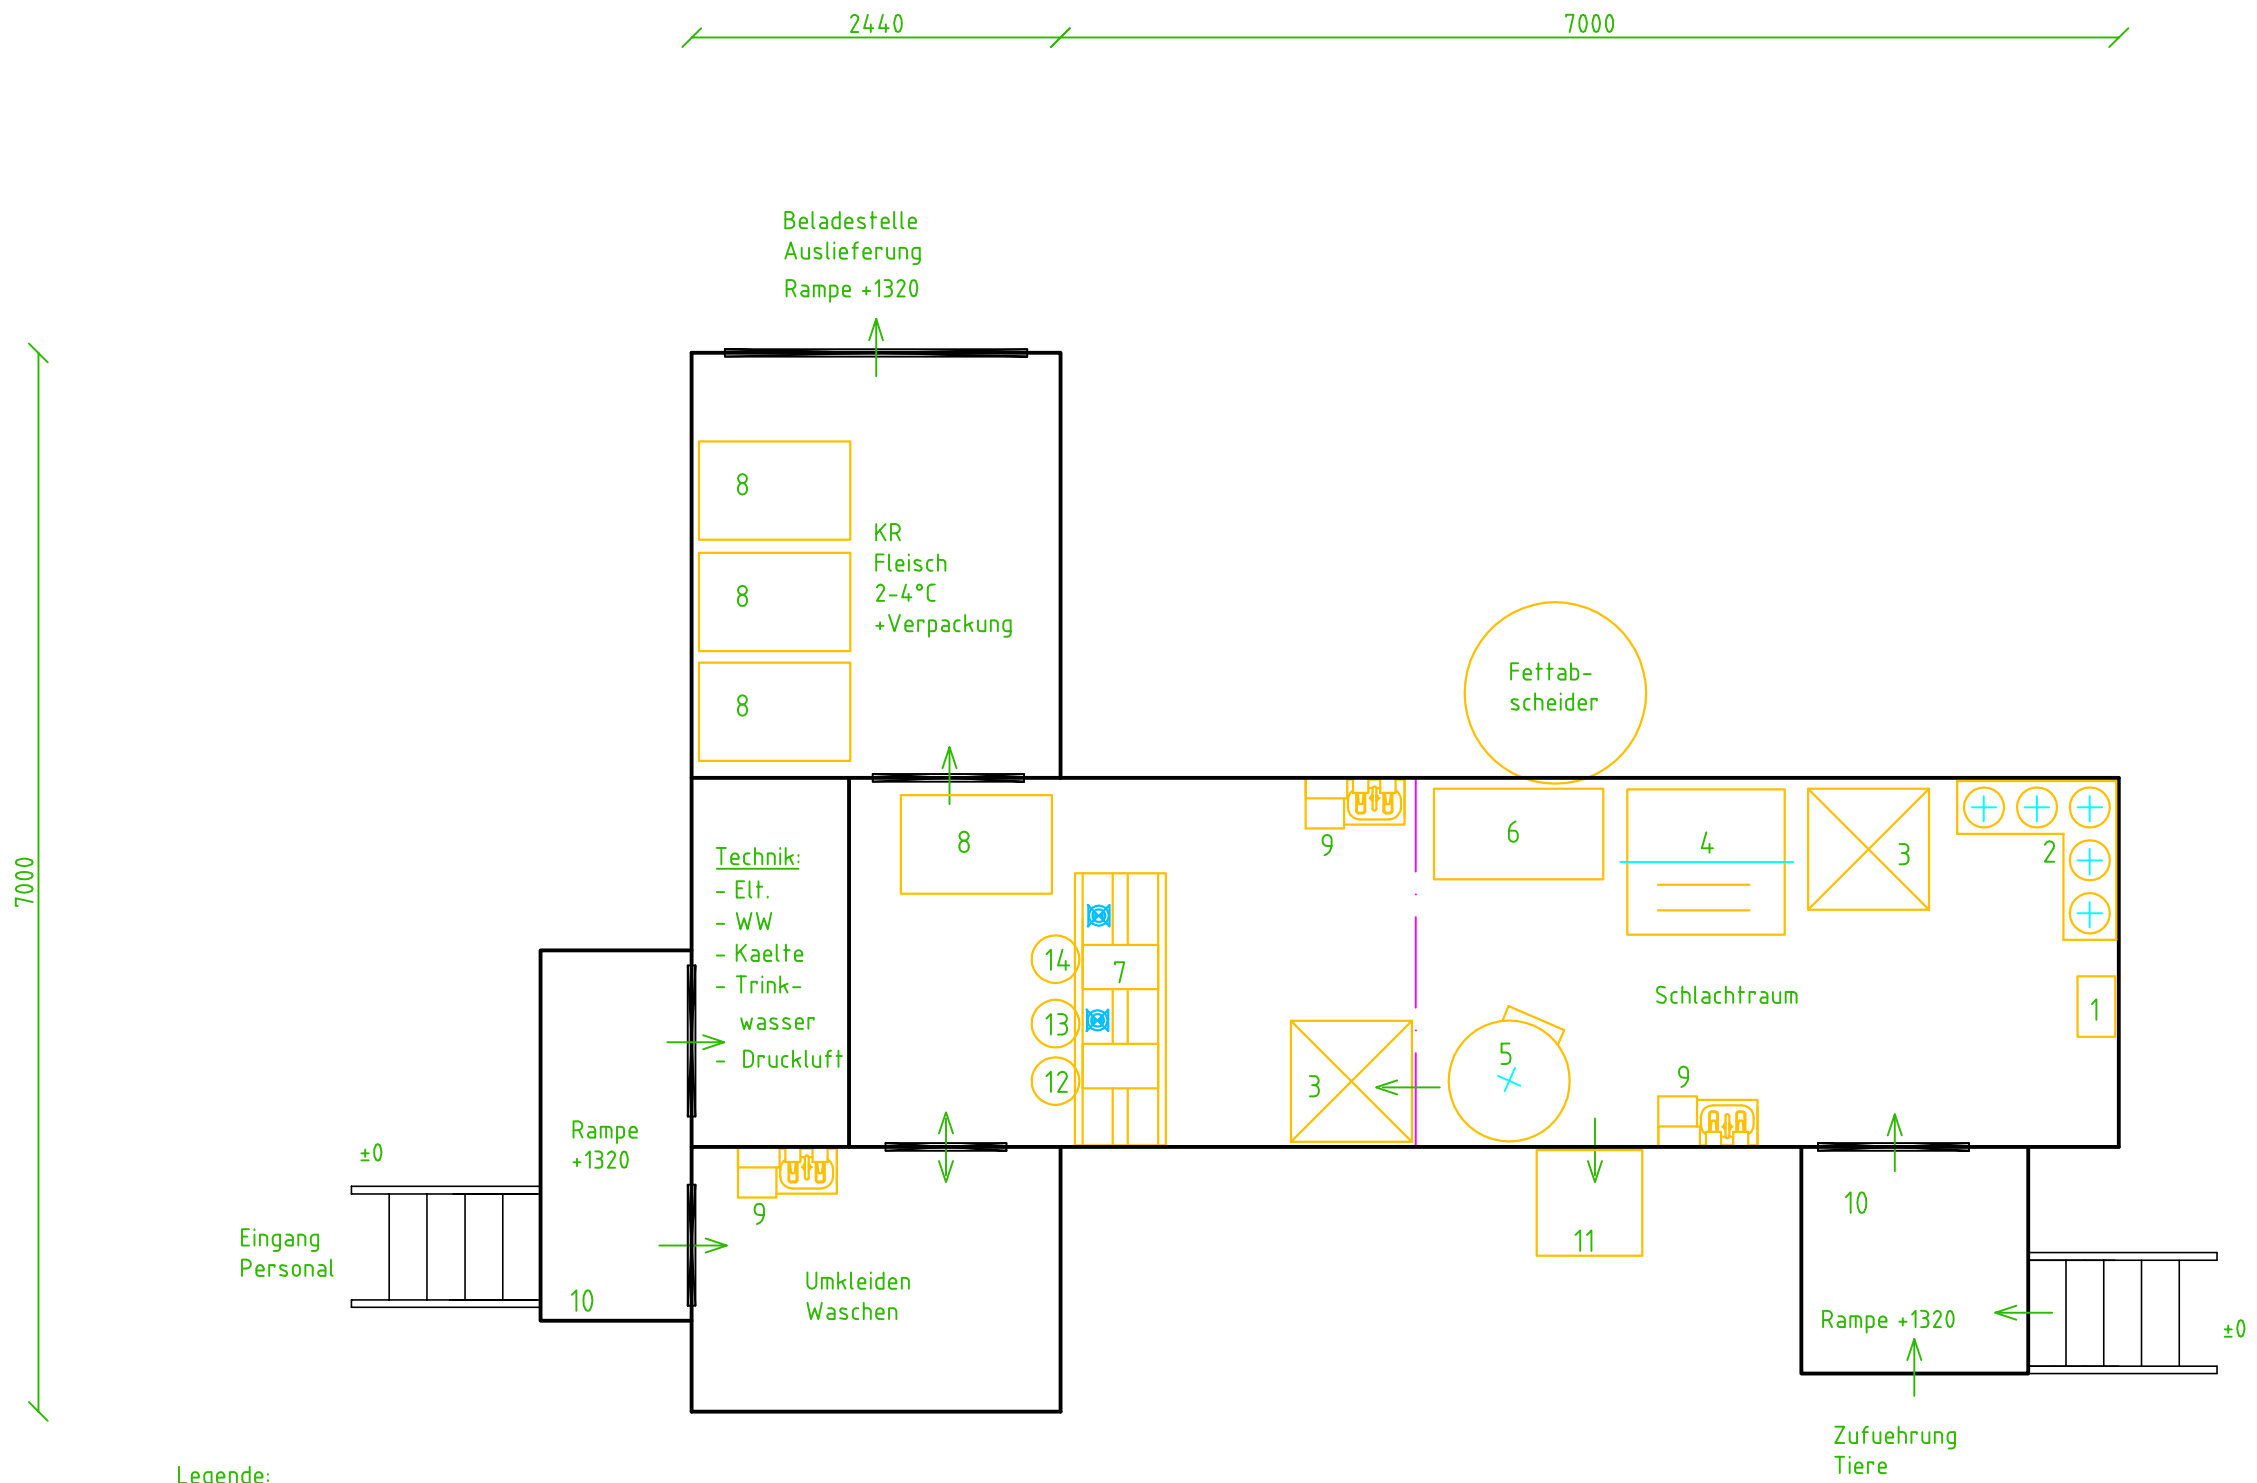 2440
7000
Beladestelle
Auslieferung
Rampe +1320
7000
8
8
8
KR
Fleisch
2-4°C
+Verpackung
Fettab-
scheider
Technik:
- Elt.
- WW
- Kaelte
- Trink-
wasser
- Druckluft
8
9
6
4
3
2
14
7
13
12
Schlachtraum
1
5
3
9
Rampe
+1320
±0
Eingang
Personal
10
9
Umkleiden
Waschen
11
10
Rampe +1320
±0
Zufuehrung
Tiere
Legende: